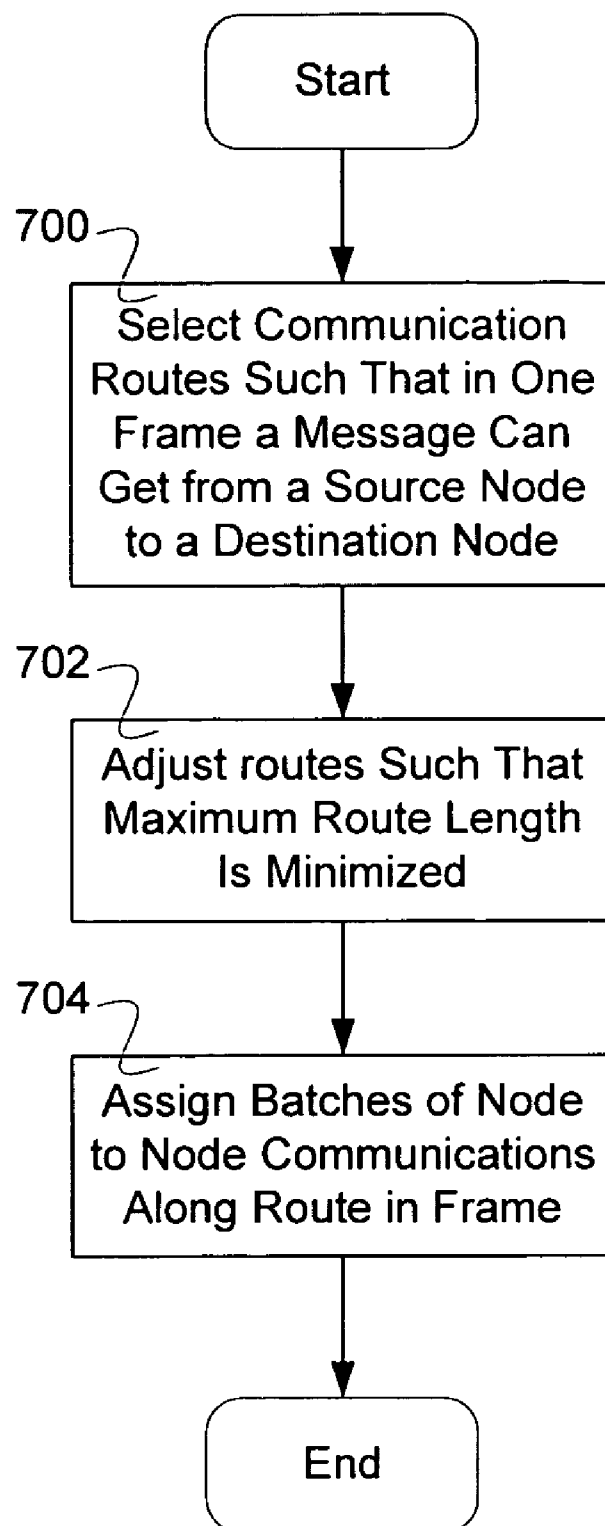 Start
700
Select Communication
Routes Such That in One
Frame a Message Can
Get from a Source Node
to a Destination Node
702
Adjust routes Such That
Maximum Route Length
Is Minimized
704
Assign Batches of Node
to Node Communications
Along Route in Frame
End